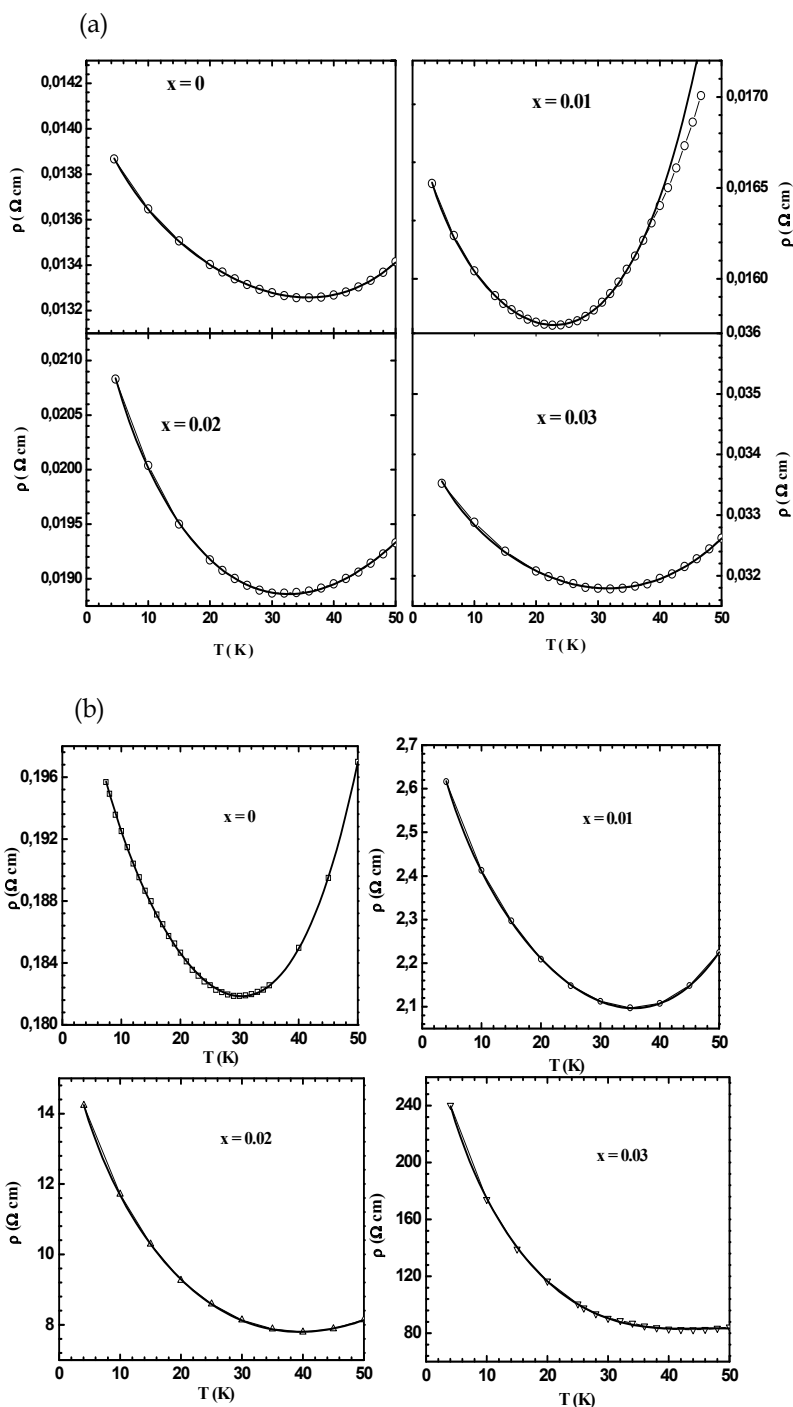 (a)
x = 0
0,0142
0,0140
0,0138
0,0136
0,0134
0,0132
ρ ( Ω cm)
x = 0.01
0,0170
0,0165
0,0160
ρ ( Ω cm)
x = 0.02
0,0210
0,0205
0,0200
0,0195
0,0190
ρ ( Ω cm)
0 10 20 30 40 50
T ( K )
x = 0.03
0,036
0,035
0,034
0,033
0,032
ρ ( Ω cm)
0 10 20 30 40 50
T ( K )
(b)
x = 0
0,196
0,192
0,188
0,184
0,180
ρ (Ω cm)
0 10 20 30 40 50
T (K)
x = 0.01
2,7
2,6
2,5
2,4
2,3
2,2
2,1
ρ (Ω cm)
0 10 20 30 40 50
T (K)
x = 0.02
14
12
10
8
ρ (Ω cm)
0 10 20 30 40 50
T (K)
x = 0.03
240
200
160
120
80
ρ (Ω cm)
0 10 20 30 40 50
T (K)